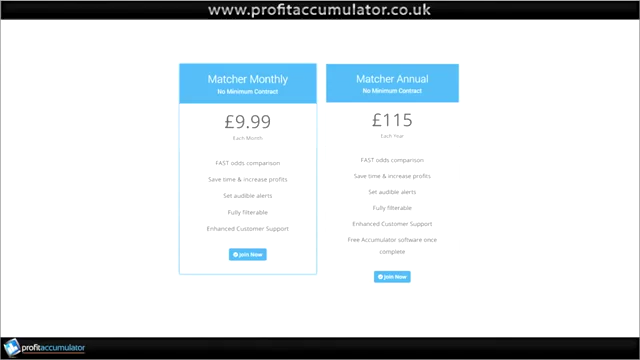 www.profitaccumulator.co.uk
Matcher Monthly
No Minimum Contract
£9.99
Each Month
FAST odds comparison
Save time & increase profits
Set audible alerts
Fully filterable
Enhanced Customer Support
Join Now
Matcher Annual
No Minimum Contract
£115
Each Year
FAST odds comparison
Save time & increase profits
Set audible alerts
Fully filterable
Enhanced Customer Support
Free Accumulator software once
complete
Join Now
profitaccumulator